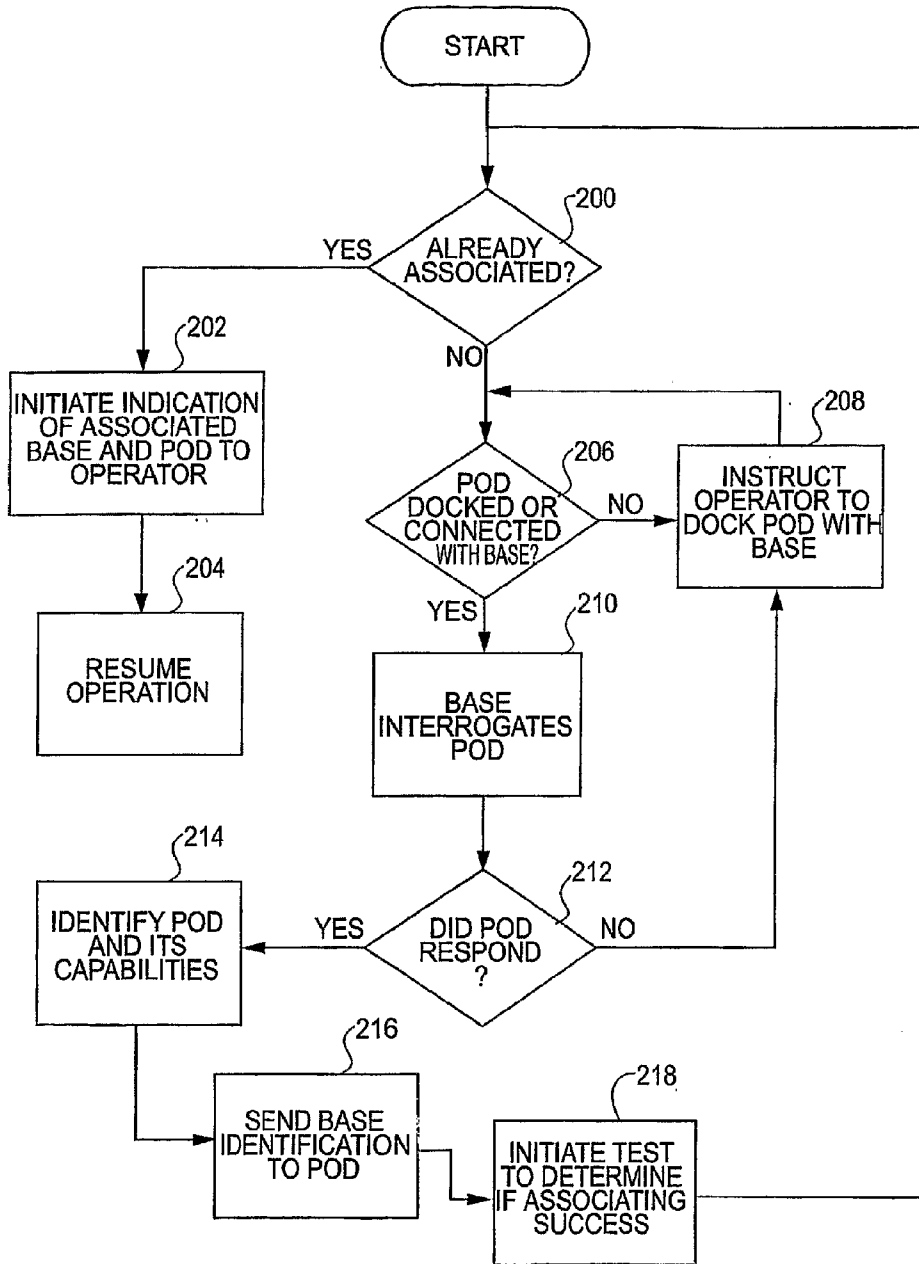 START
200
YES
ALREADY
ASSOCIATED?
NO
202
INITIATE INDICATION
OF ASSOCIATED
BASE AND POD TO
OPERATOR
204
RESUME
OPERATION
206
POD
DOCKED OR
CONNECTED
WITH BASE?
NO
YES
208
INSTRUCT
OPERATOR TO
DOCK POD WITH
BASE
210
BASE
INTERROGATES
POD
212
DID POD
RESPOND
?
YES
NO
214
IDENTIFY POD
AND ITS
CAPABILITIES
216
SEND BASE
IDENTIFICATION
TO POD
218
INITIATE TEST
TO DETERMINE
IF ASSOCIATING
SUCCESS